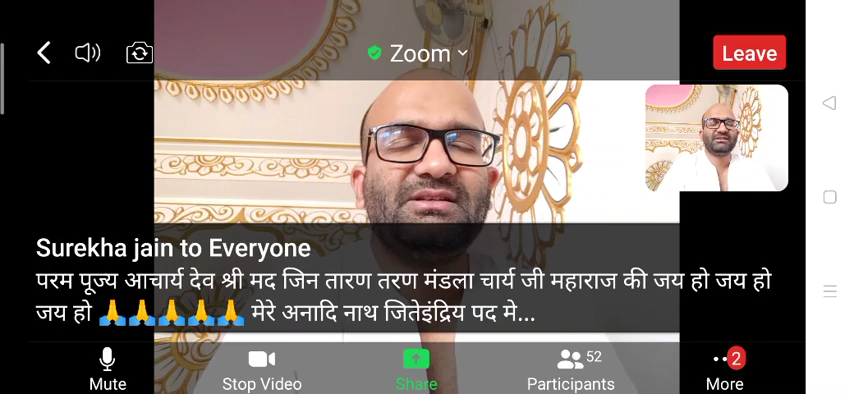 Zoom
Leave
Surekha jain to Everyone
परम पूज्य आचार्य देव श्री मद जिन तारण तरण मंडला चार्य जी महाराज की जय हो जय हो
जय हो 🙏🙏🙏🙏🙏 मेरे अनादि नाथ जितेइंद्रिय पद मे...
52
2
Mute
Stop Video
Share
Participants
More